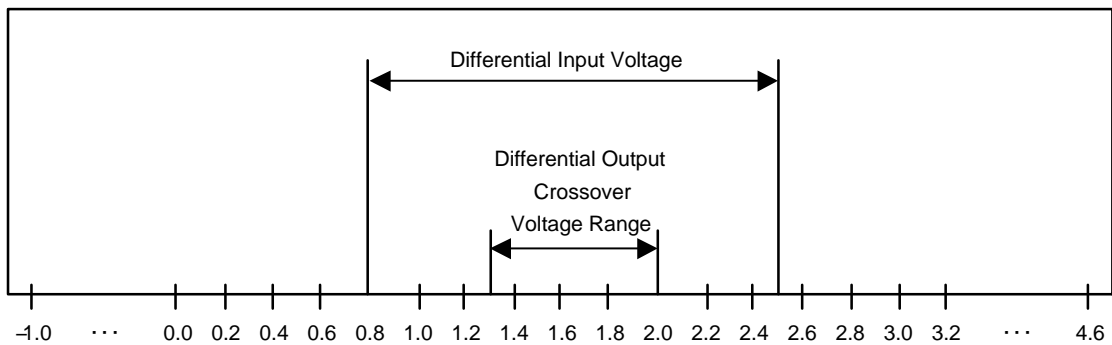 Differential Input Voltage
Differential Output
Crossover
Voltage Range
–1.0 ··· 0.0 0.2 0.4 0.6 0.8 1.0 1.2 1.4 1.6 1.8 2.0 2.2 2.4 2.6 2.8 3.0 3.2 ··· 4.6